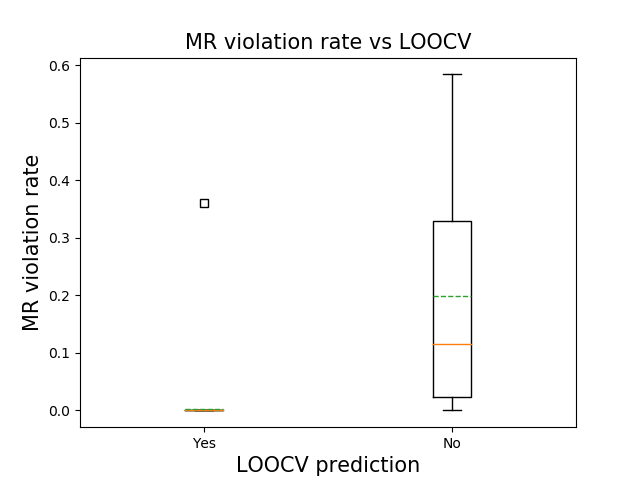 MR violation rate vs LOOCV
MR violation rate
0.6
0.5
0.4
0.3
0.2
0.1
0.0
Yes
No
LOOCV prediction